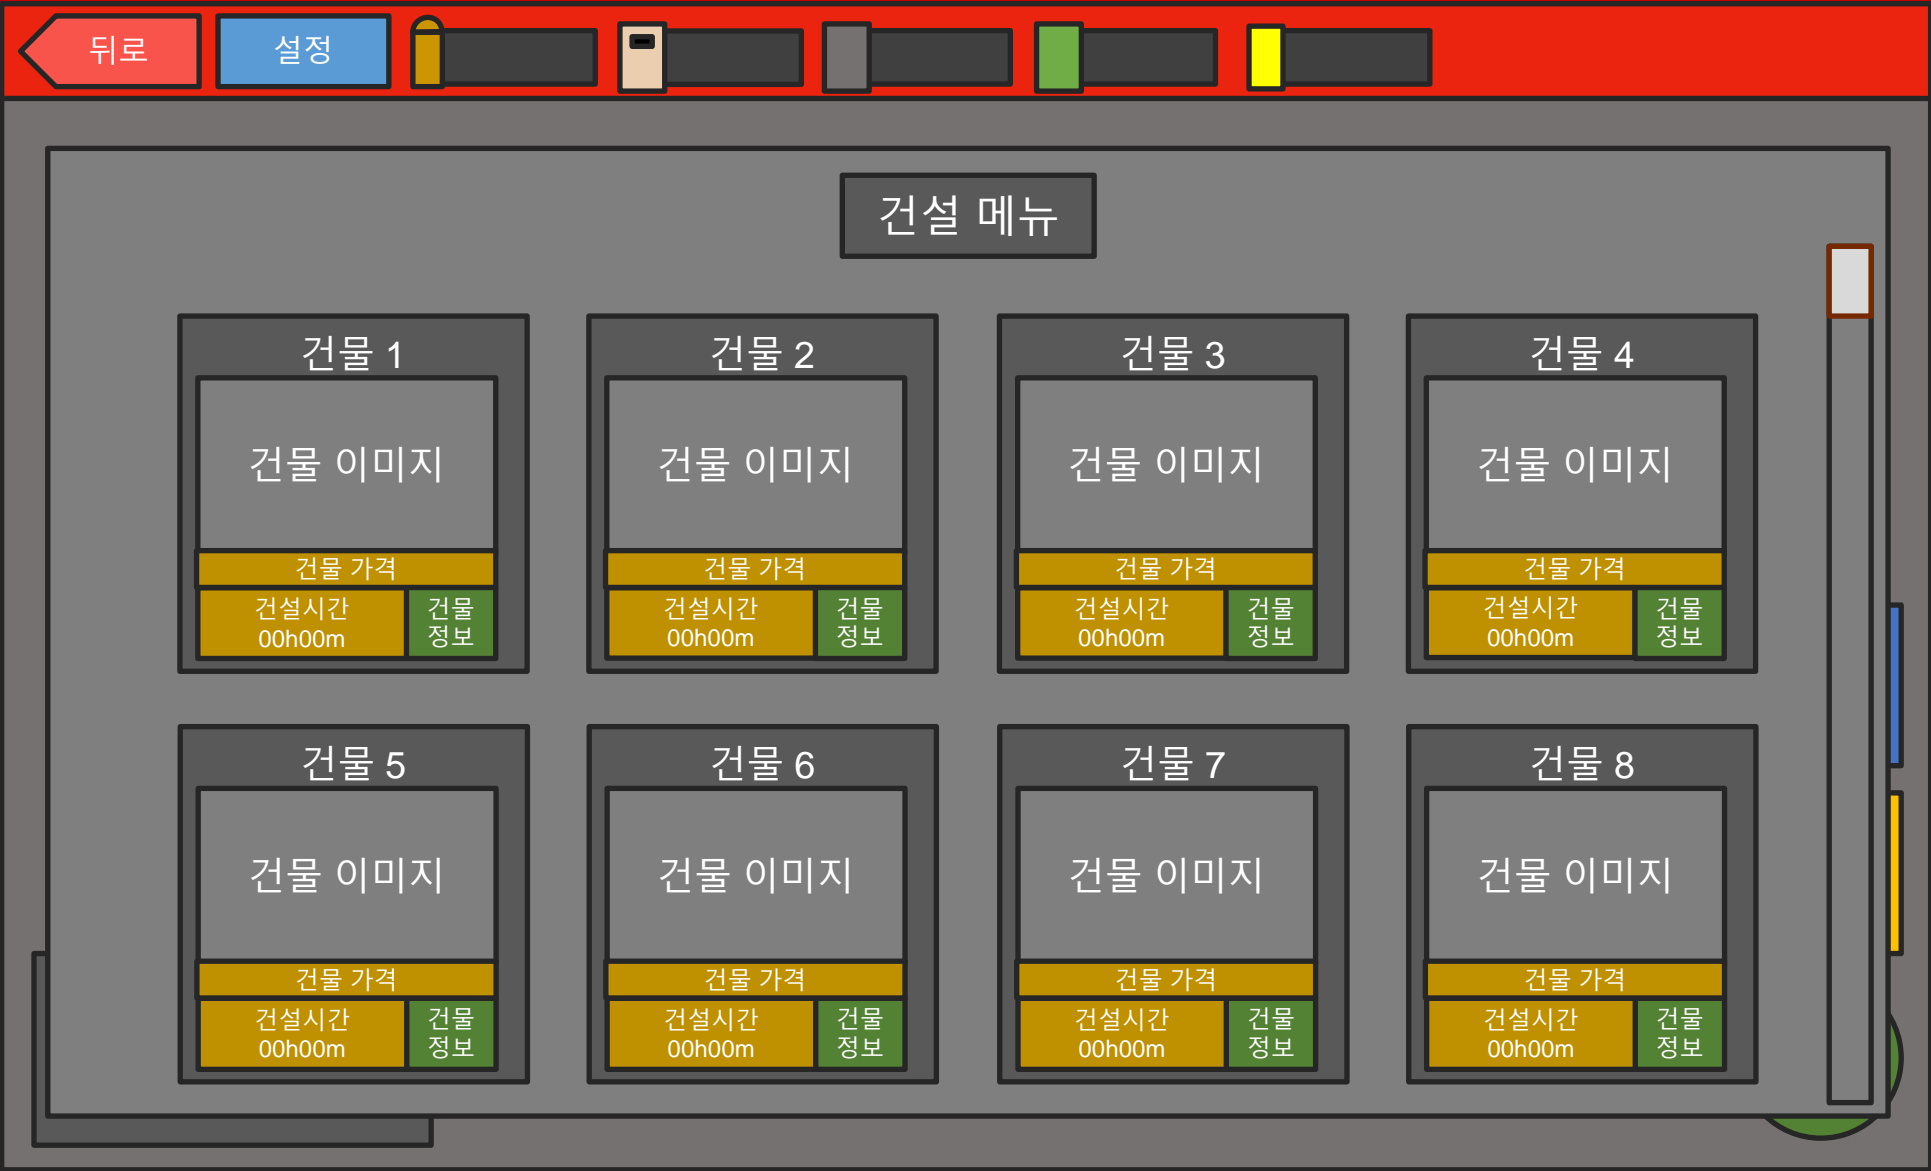 뒤로
설정
건설 메뉴
건물 1
건물 이미지
건물 가격
건설시간
00h00m
건물
정보
건물 2
건물 이미지
건물 가격
건설시간
00h00m
건물
정보
건물 3
건물 이미지
건물 가격
건설시간
00h00m
건물
정보
건물 4
건물 이미지
건물 가격
건설시간
00h00m
건물
정보
건물 5
건물 이미지
건물 가격
건설시간
00h00m
건물
정보
건물 6
건물 이미지
건물 가격
건설시간
00h00m
건물
정보
건물 7
건물 이미지
건물 가격
건설시간
00h00m
건물
정보
건물 8
건물 이미지
건물 가격
건설시간
00h00m
건물
정보